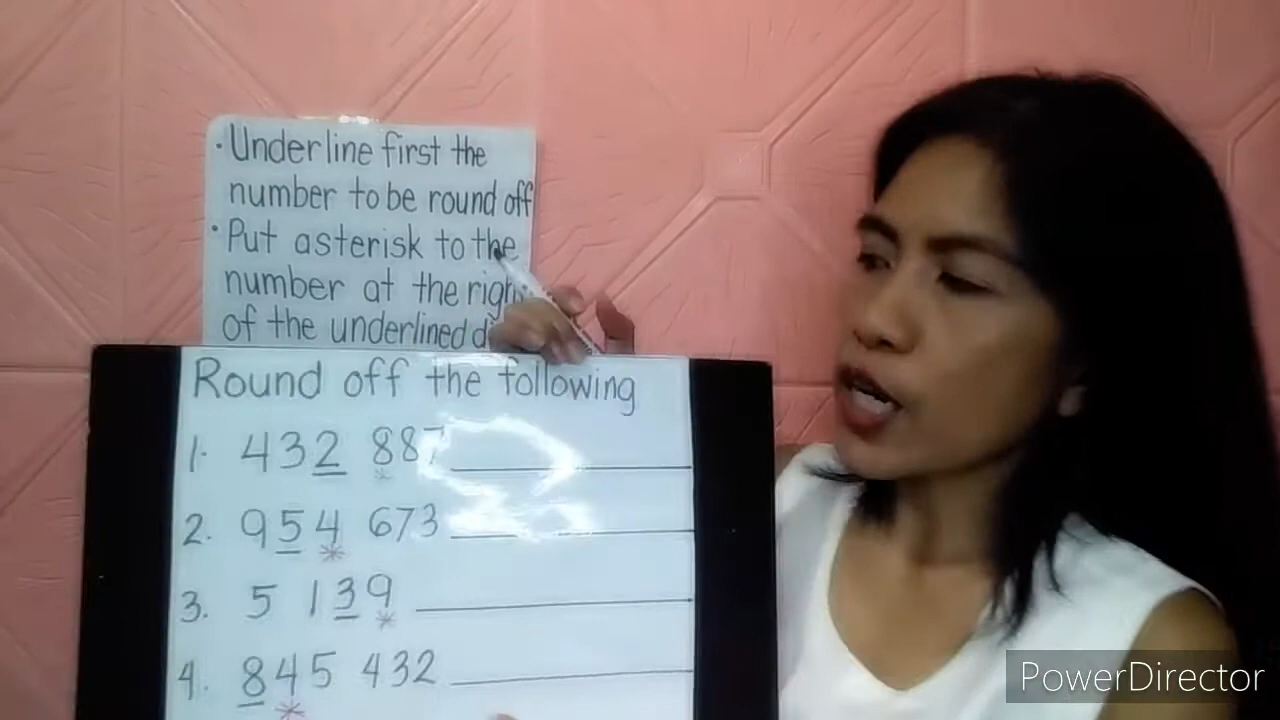 · Underline first the
number to be round off
· Put asterisk to the
number at the righ
of the underlined d
Round off the following
1. 432 887
2. 954 673
3. 5 139
4. 845 432
PowerDirector